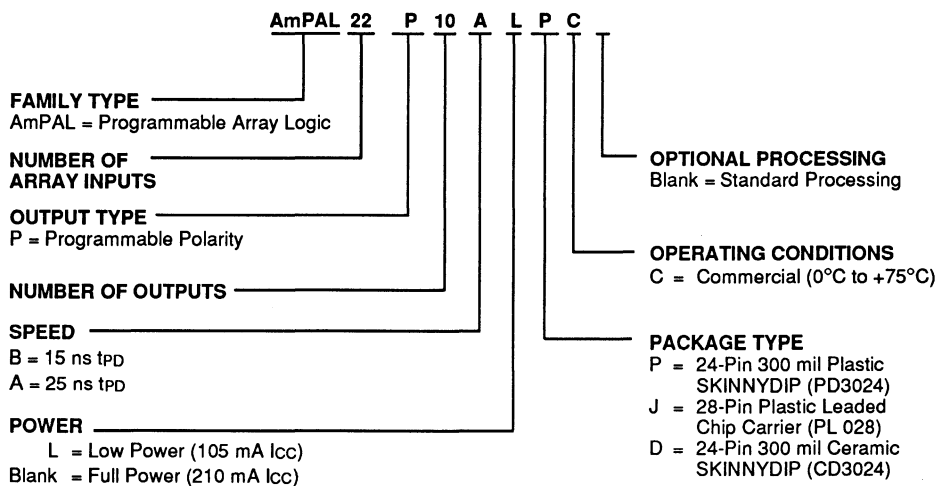 AmPAL 22 P 10 A L P C
FAMILY TYPE
AmPAL = Programmable Array Logic
NUMBER OF
ARRAY INPUTS
OUTPUT TYPE
P = Programmable Polarity
NUMBER OF OUTPUTS
SPEED
B = 15 ns tPD
A = 25 ns tPD
POWER
L = Low Power (105 mA ICC)
Blank = Full Power (210 mA ICC)
OPTIONAL PROCESSING
Blank = Standard Processing
OPERATING CONDITIONS
C = Commercial (0°C to +75°C)
PACKAGE TYPE
P = 24-Pin 300 mil Plastic
SKINNYDIP (PD3024)
J = 28-Pin Plastic Leaded
Chip Carrier (PL 028)
D = 24-Pin 300 mil Ceramic
SKINNYDIP (CD3024)